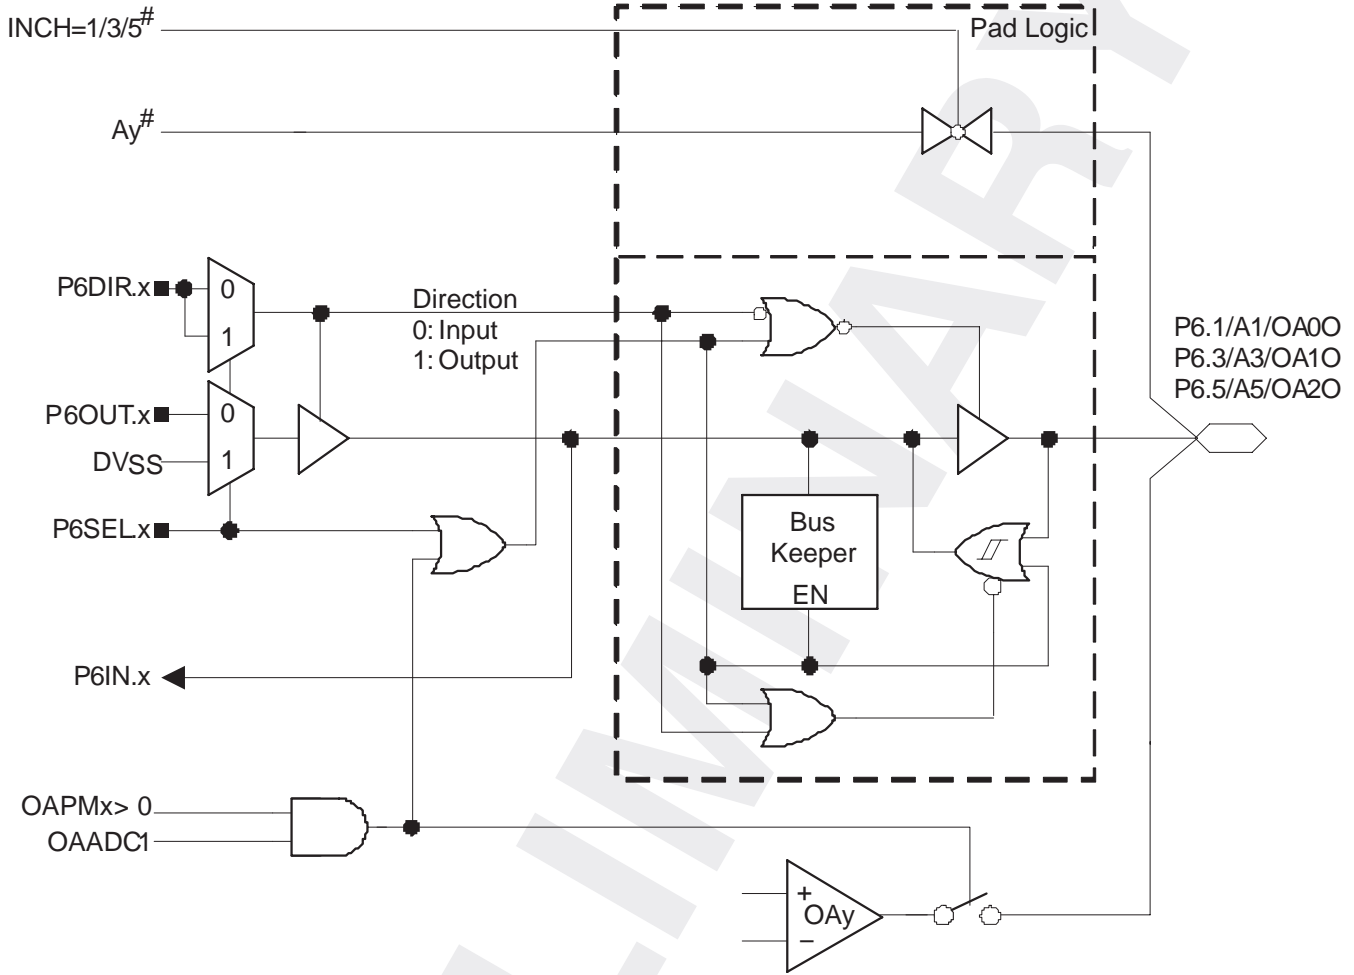 INCH=1/3/5#
Pad Logic
Ay#
P6DIR.x
0
1
Direction
0: Input
1: Output
P6.1/A1/OA0O
P6.3/A3/OA1O
P6.5/A5/OA2O
P6OUT.x
0
DVSS
1
P6SEL.x
Bus
Keeper
EN
P6IN.x
OAPMx> 0
OAADC1
+
OAy
−
LIMINARY